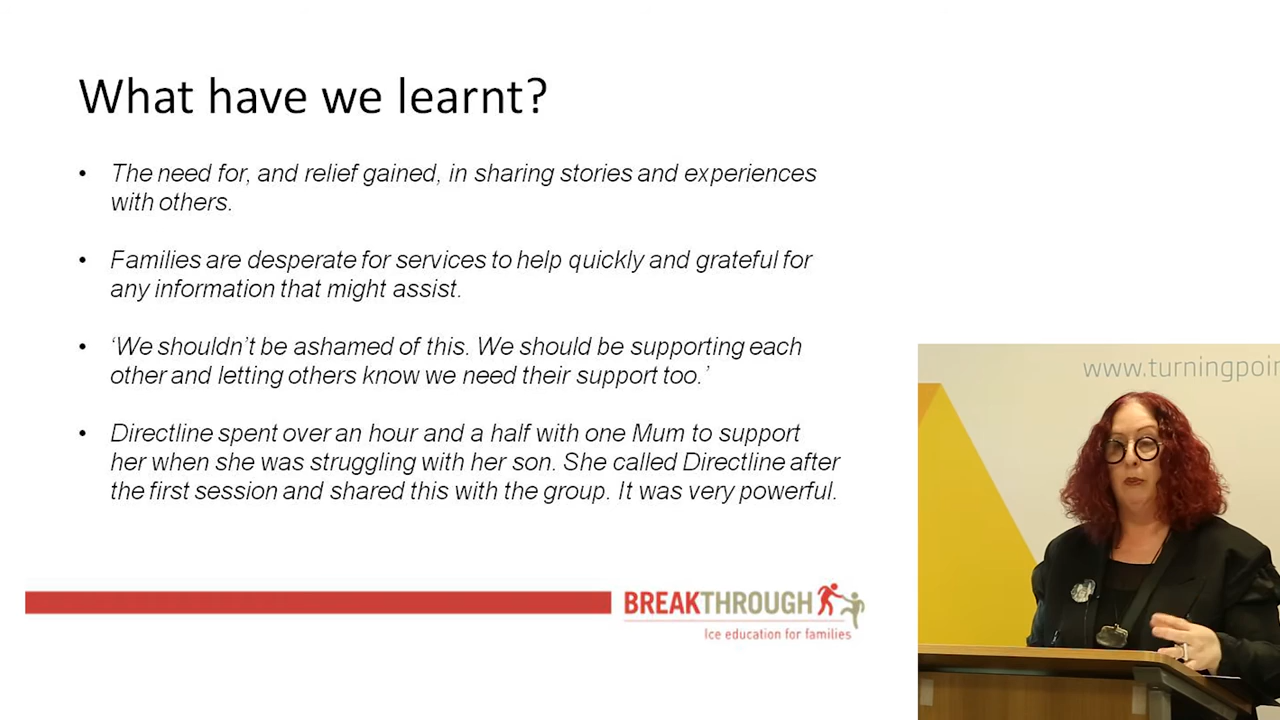 What have we learnt?
• The need for, and relief gained, in sharing stories and experiences
with others.
• Families are desperate for services to help quickly and grateful for
any information that might assist.
• ‘We shouldn’t be ashamed of this. We should be supporting each
other and letting others know we need their support too.’
• Directline spent over an hour and a half with one Mum to support
her when she was struggling with her son. She called Directline after
the first session and shared this with the group. It was very powerful.
www.turningpoin
BREAKTHROUGH
Ice education for families